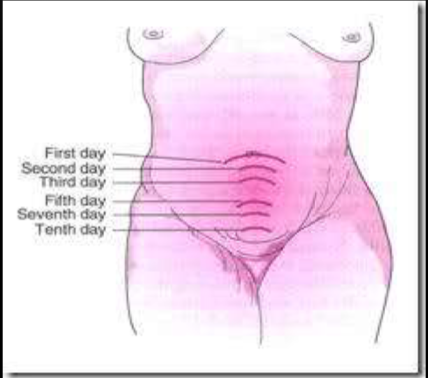 First day
Second day
Third day
Fifth day
Seventh day
Tenth day